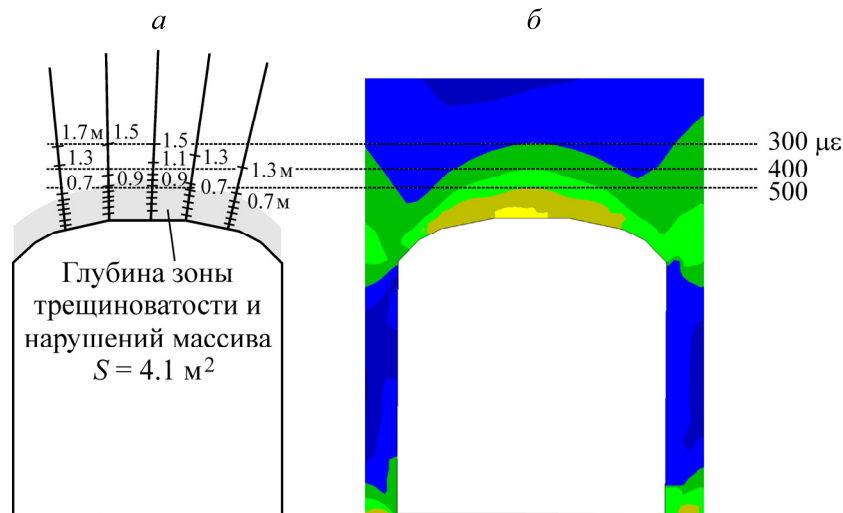 а
б
1.7 м
1.5
1.5
300 µε
1.3
1.1
1.3
1.3 м
400
0.7
0.9
0.9
0.7
0.7 м
500
Глубина зоны
трещиноватости и
нарушений массива
S = 4.1 м²